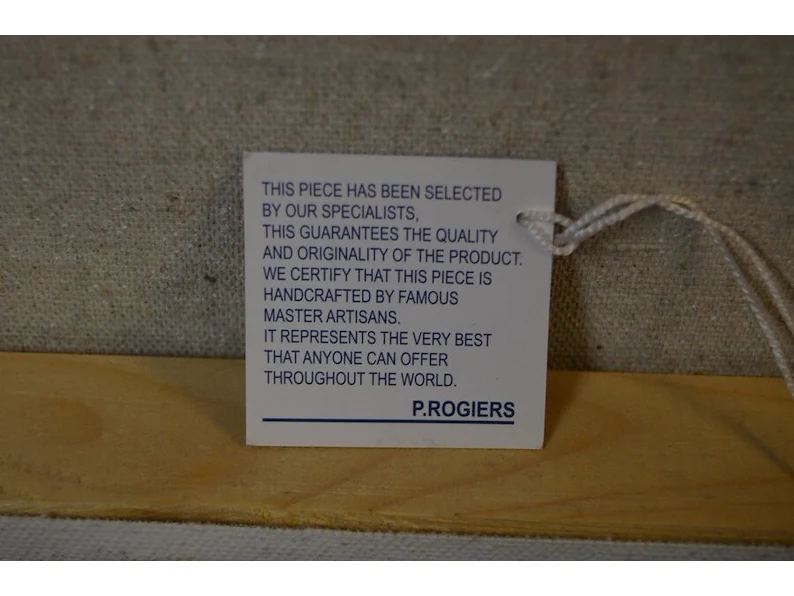 THIS PIECE HAS BEEN SELECTED
BY OUR SPECIALISTS,
THIS GUARANTEES THE QUALITY
AND ORIGINALITY OF THE PRODUCT.
WE CERTIFY THAT THIS PIECE IS
HANDCRAFTED BY FAMOUS
MASTER ARTISANS.
IT REPRESENTS THE VERY BEST
THAT ANYONE CAN OFFER
THROUGHOUT THE WORLD.
P.ROGIERS